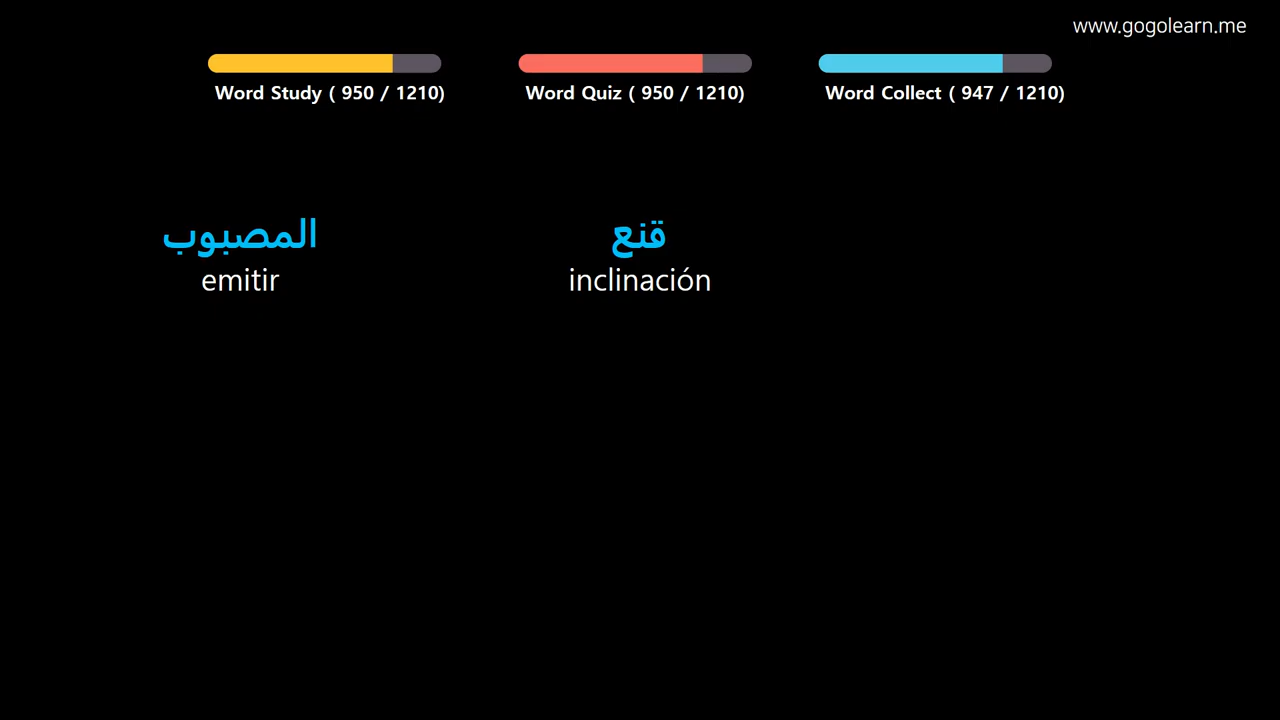 www.gogolearn.me
Word Study ( 950 / 1210)
Word Quiz ( 950 / 1210)
Word Collect ( 947 / 1210)
المصبوب
emitir
قنع
inclinación